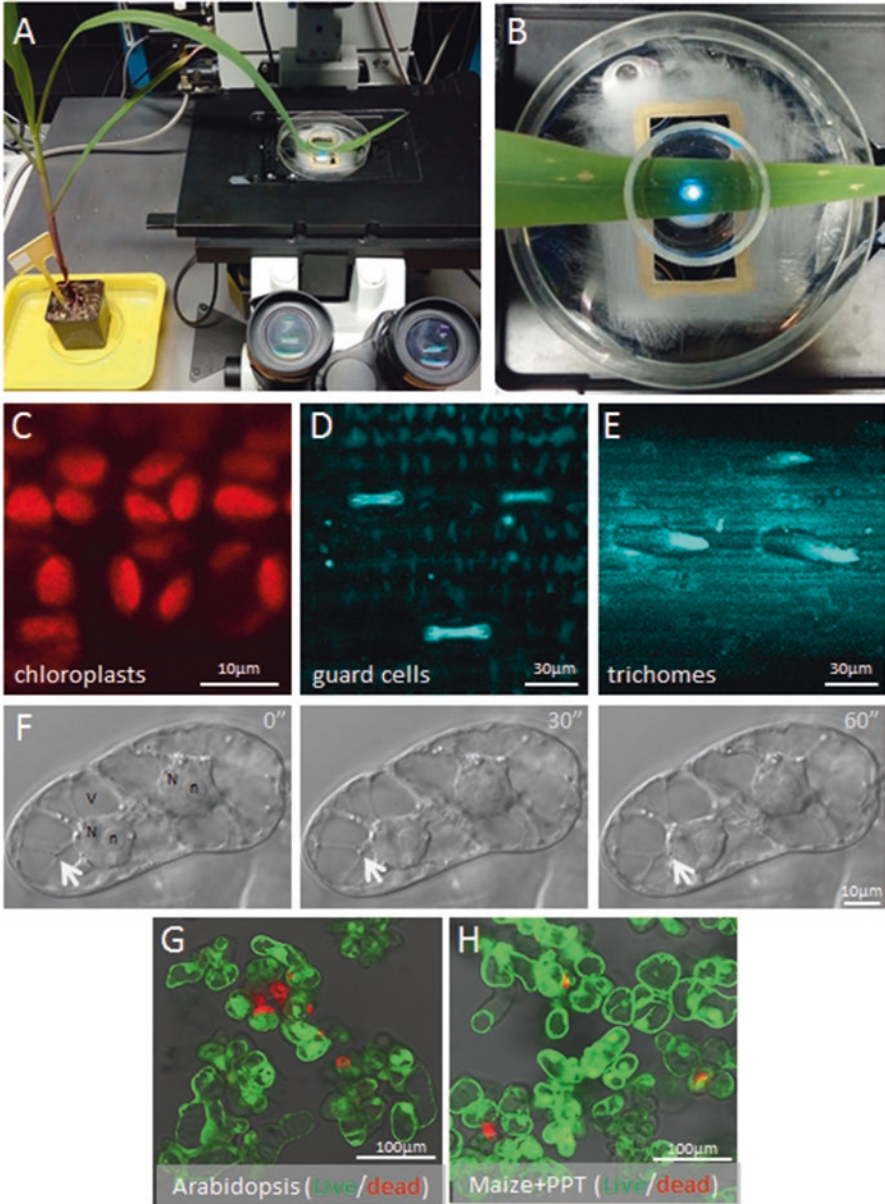 A
B
C
D
E
chloroplasts
10μm
guard cells
30μm
trichomes
30μm
F
0”
30”
60”
N
n
V
N
n
10μm
G
H
100μm
100μm
Arabidopsis (Live/dead)
Maize+PPT (Live/dead)